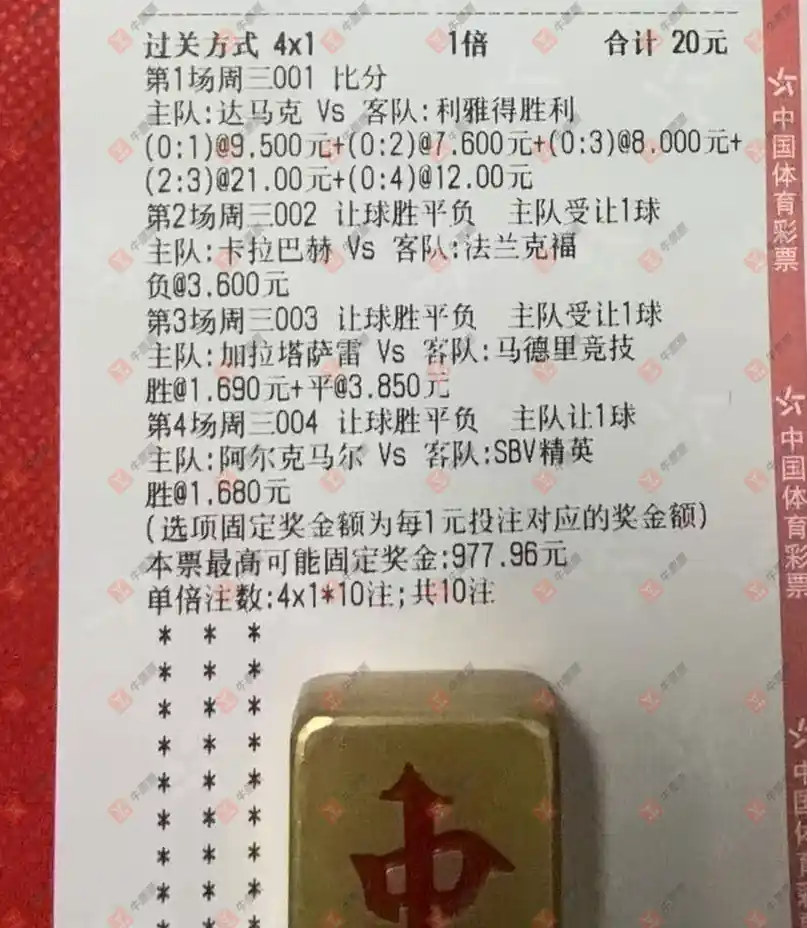 过关方式 4x1 1倍 合计 20元
第1场周三001 比分
主队:达马克 Vs 客队:利雅得胜利
(0:1)@9.500元+(0:2)@7.600元+(0:3)@8.000元+
(2:3)@21.00元+(0:4)@12.00元
第2场周三002 让球胜平负 主队受让1球
主队:卡拉巴赫 Vs 客队:法兰克福
负@3.600元
第3场周三003 让球胜平负 主队受让1球
主队:加拉塔萨雷 Vs 客队:马德里竞技
胜@1.690元+平@3.850元
第4场周三004 让球胜平负 主队让1球
主队:阿尔克马尔 Vs 客队:SBV精英
胜@1.680元
(选项固定奖金额为每1元投注对应的奖金额)
本票最高可能固定奖金:977.96元
单倍注数:4x1*10注;共10注
* * *
* * *
* * *
* * *
* * *
* * *
* * *
* * *
* * *
中
中国体育彩票
中国体育彩票
中国体育彩票